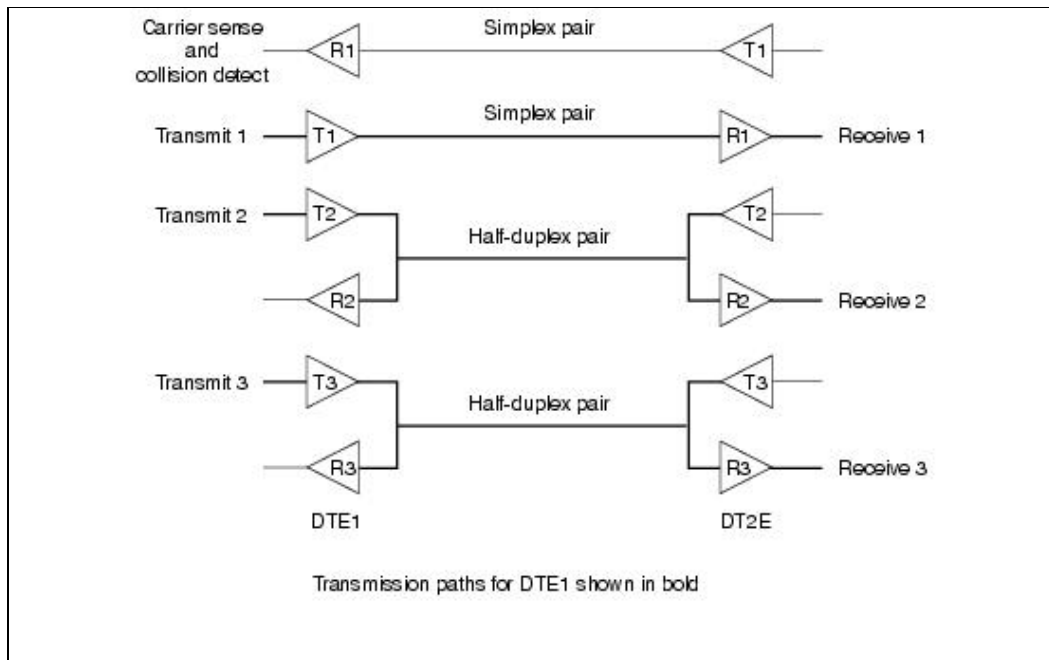 Carrier sense
and
collision detect
R1
Simplex pair
T1
Transmit 1
T1
Simplex pair
R1
Receive 1
Transmit 2
T2
T2
Half-duplex pair
R2
R2
Receive 2
Transmit 3
T3
T3
Half-duplex pair
R3
R3
Receive 3
DTE1
DT2E
Transmission paths for DTE1 shown in bold